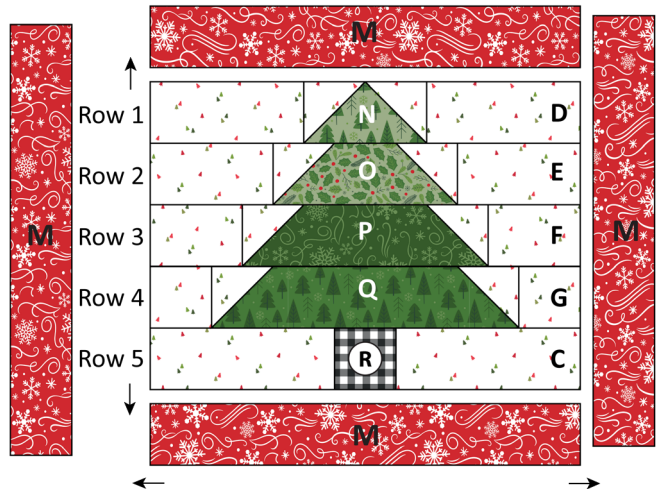 M
Row 1 N D
Row 2 O E
Row 3 P F
M M
Row 4 Q G
Row 5 R C
M